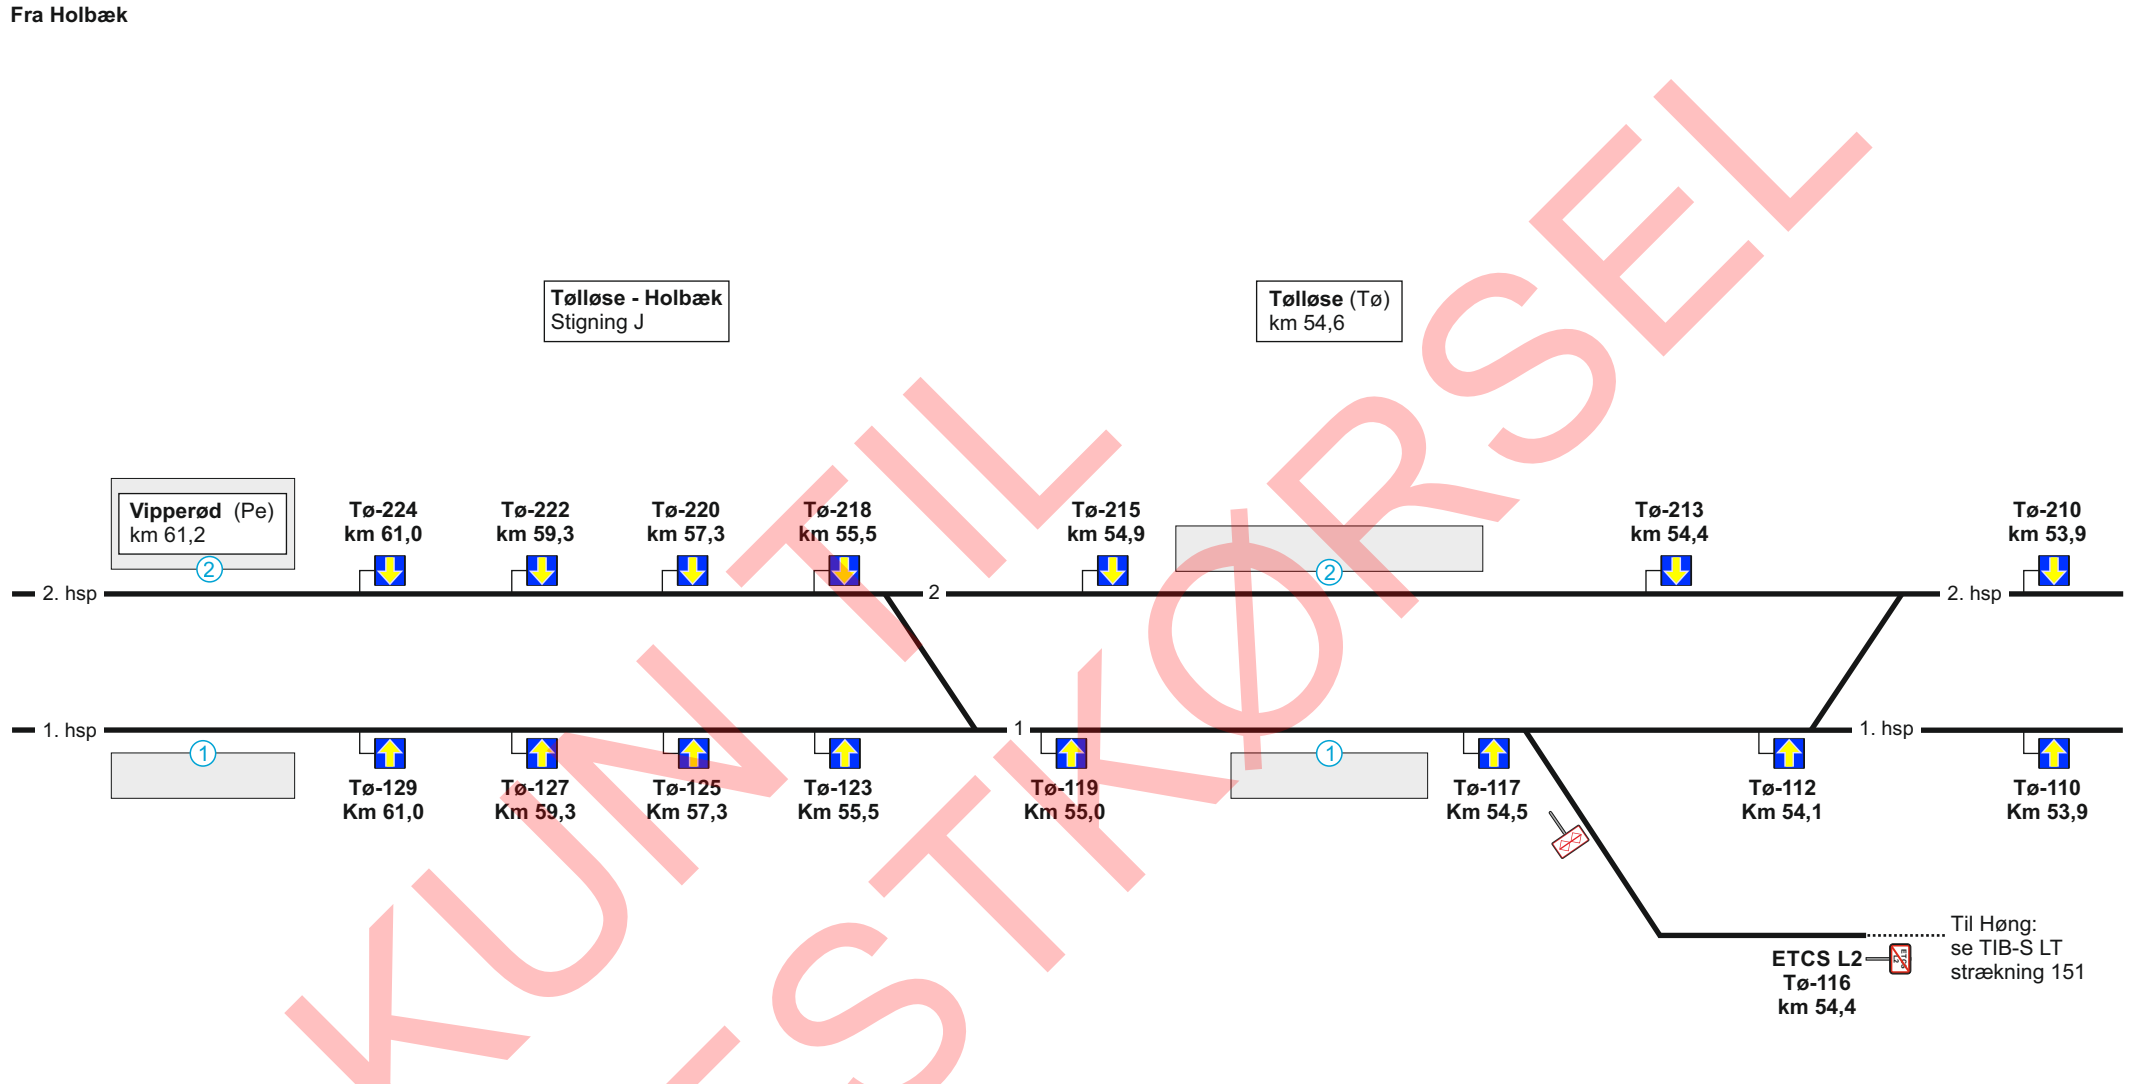 Fra Holbæk
Tølløse - Holbæk
Stigning J
Tølløse (Tø)
km 54,6
Vipperød (Pe)
km 61,2
2
Tø-224
km 61,0
Tø-222
km 59,3
Tø-220
km 57,3
Tø-218
km 55,5
Tø-215
km 54,9
2
Tø-213
km 54,4
Tø-210
km 53,9
2. hsp
2
2. hsp
1. hsp
1
1. hsp
1
1
Tø-129
Km 61,0
Tø-127
Km 59,3
Tø-125
Km 57,3
Tø-123
Km 55,5
Tø-119
Km 55,0
Tø-117
Km 54,5
Tø-112
Km 54,1
Tø-110
Km 53,9
ETCS L2
Tø-116
km 54,4
ETCS
L2
Til Høng:
se TIB-S LT
strækning 151
KUN TIL
STKØRSEL